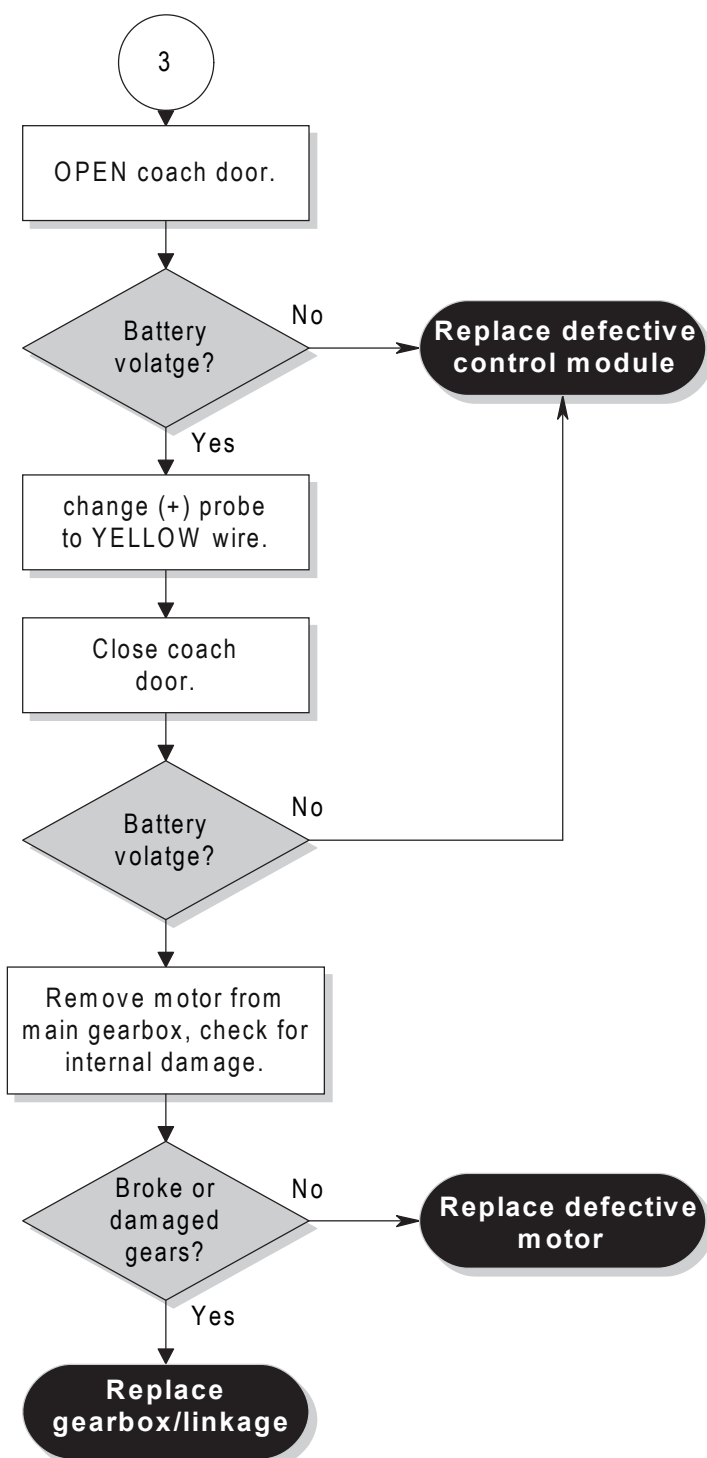 3
OPEN coach door.
Battery
volatge?
No
Replace defective
control module
Yes
change (+) probe
to YELLOW wire.
Close coach
door.
Battery
volatge?
No
Remove motor from
main gearbox, check for
internal damage.
Broke or
damaged
gears?
No
Replace defective
motor
Yes
Replace
gearbox/linkage